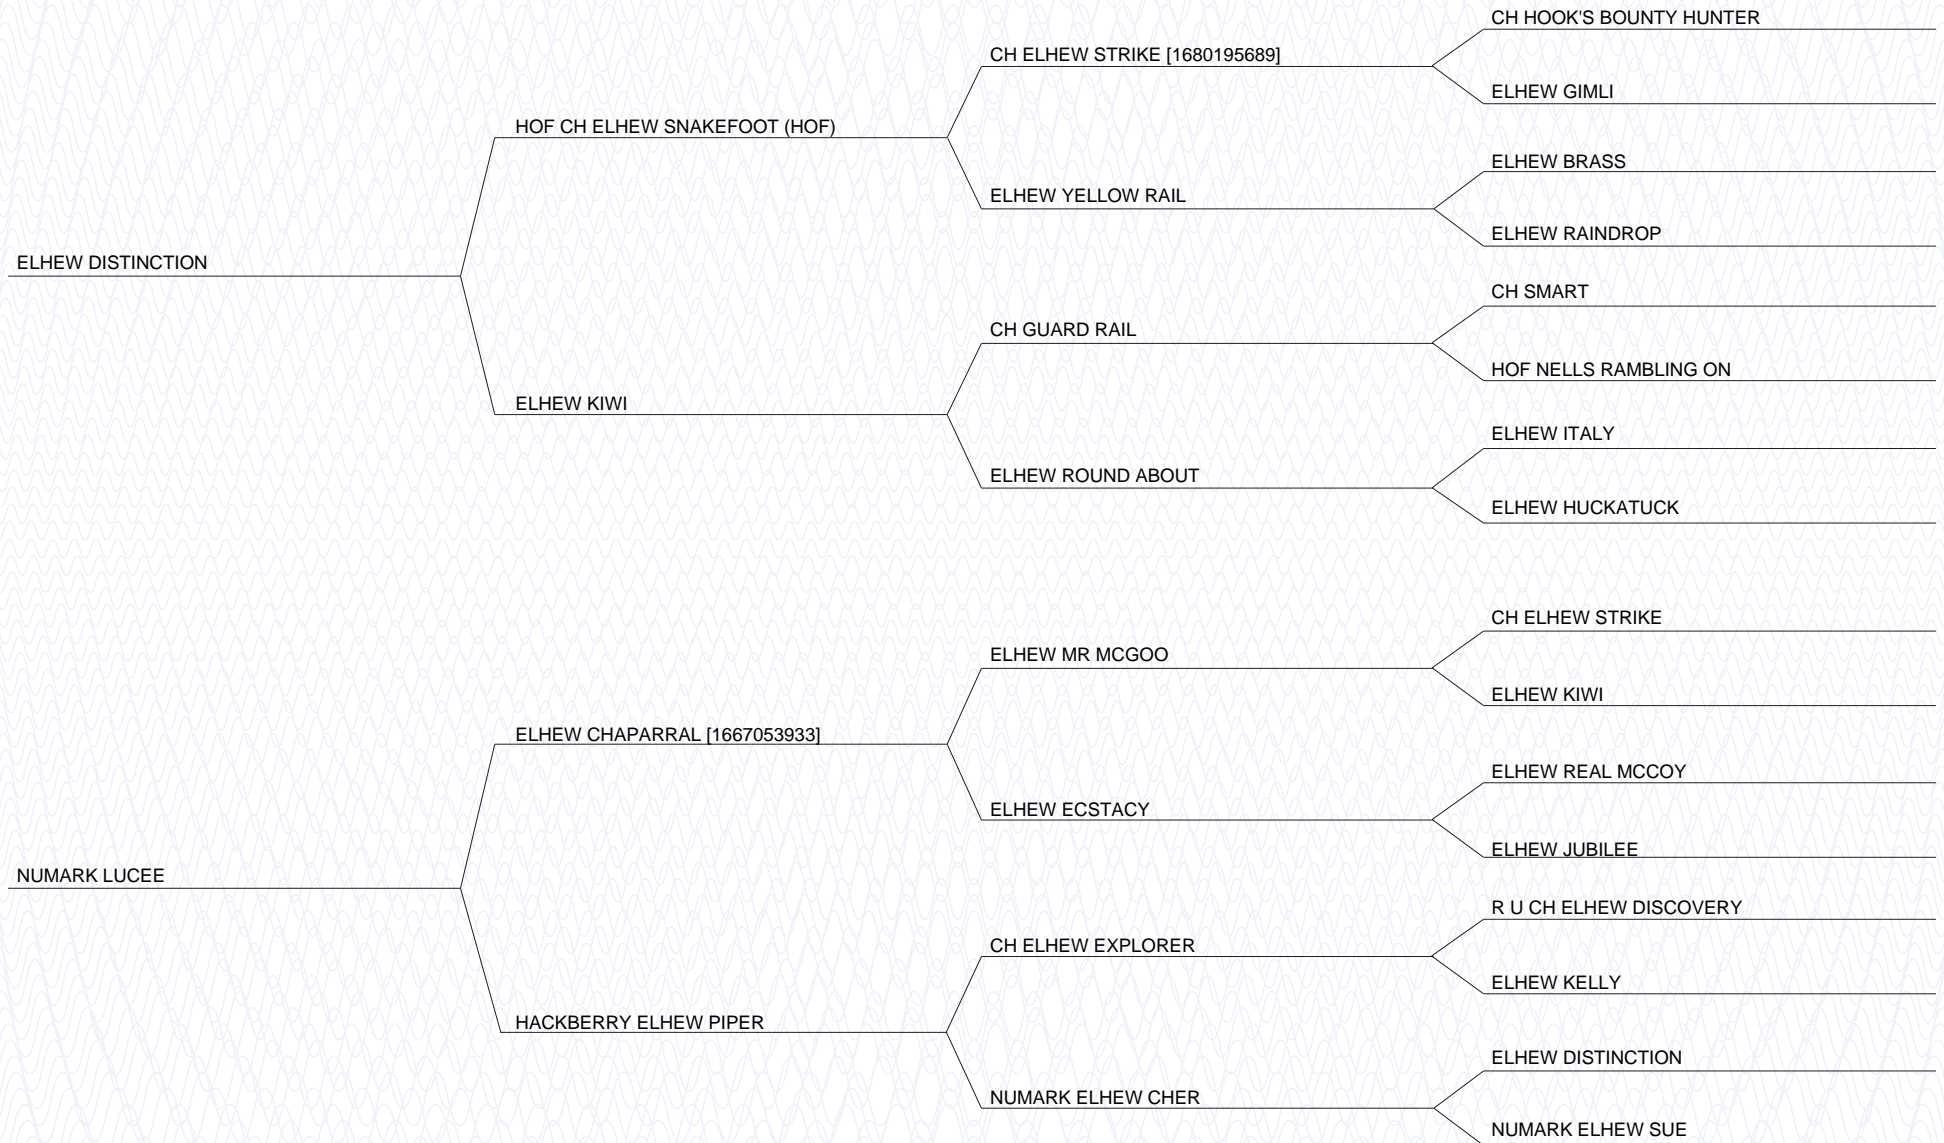 CH HOOK'S BOUNTY HUNTER
CH ELHEW STRIKE [1680195689]
ELHEW GIMLI
HOF CH ELHEW SNAKEFOOT (HOF)
ELHEW BRASS
ELHEW YELLOW RAIL
ELHEW RAINDROP
ELHEW DISTINCTION
CH SMART
CH GUARD RAIL
HOF NELLS RAMBLING ON
ELHEW KIWI
ELHEW ITALY
ELHEW ROUND ABOUT
ELHEW HUCKATUCK
CH ELHEW STRIKE
ELHEW MR MCGOO
ELHEW KIWI
ELHEW CHAPARRAL [1667053933]
ELHEW REAL MCCOY
ELHEW ECSTACY
ELHEW JUBILEE
NUMARK LUCEE
R U CH ELHEW DISCOVERY
CH ELHEW EXPLORER
ELHEW KELLY
HACKBERRY ELHEW PIPER
ELHEW DISTINCTION
NUMARK ELHEW CHER
NUMARK ELHEW SUE